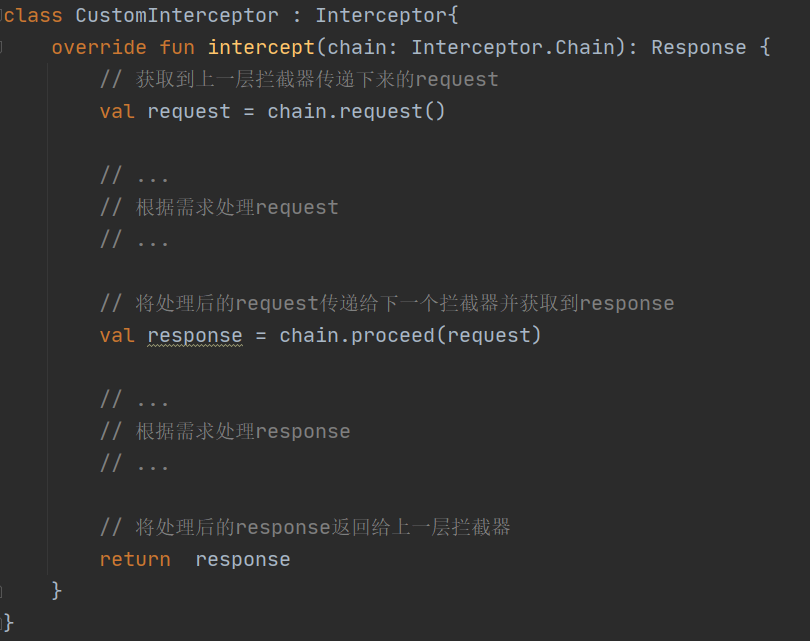 class CustomInterceptor : Interceptor{
    override fun intercept(chain: Interceptor.Chain): Response {
        // 获取到上一层拦截器传递下来的request
        val request = chain.request()

        // ...
        // 根据需求处理request
        // ...

        // 将处理后的request传递给下一个拦截器并获取到response
        val response = chain.proceed(request)

        // ...
        // 根据需求处理response
        // ...

        // 将处理后的response返回给上一层拦截器
        return  response
    }
}